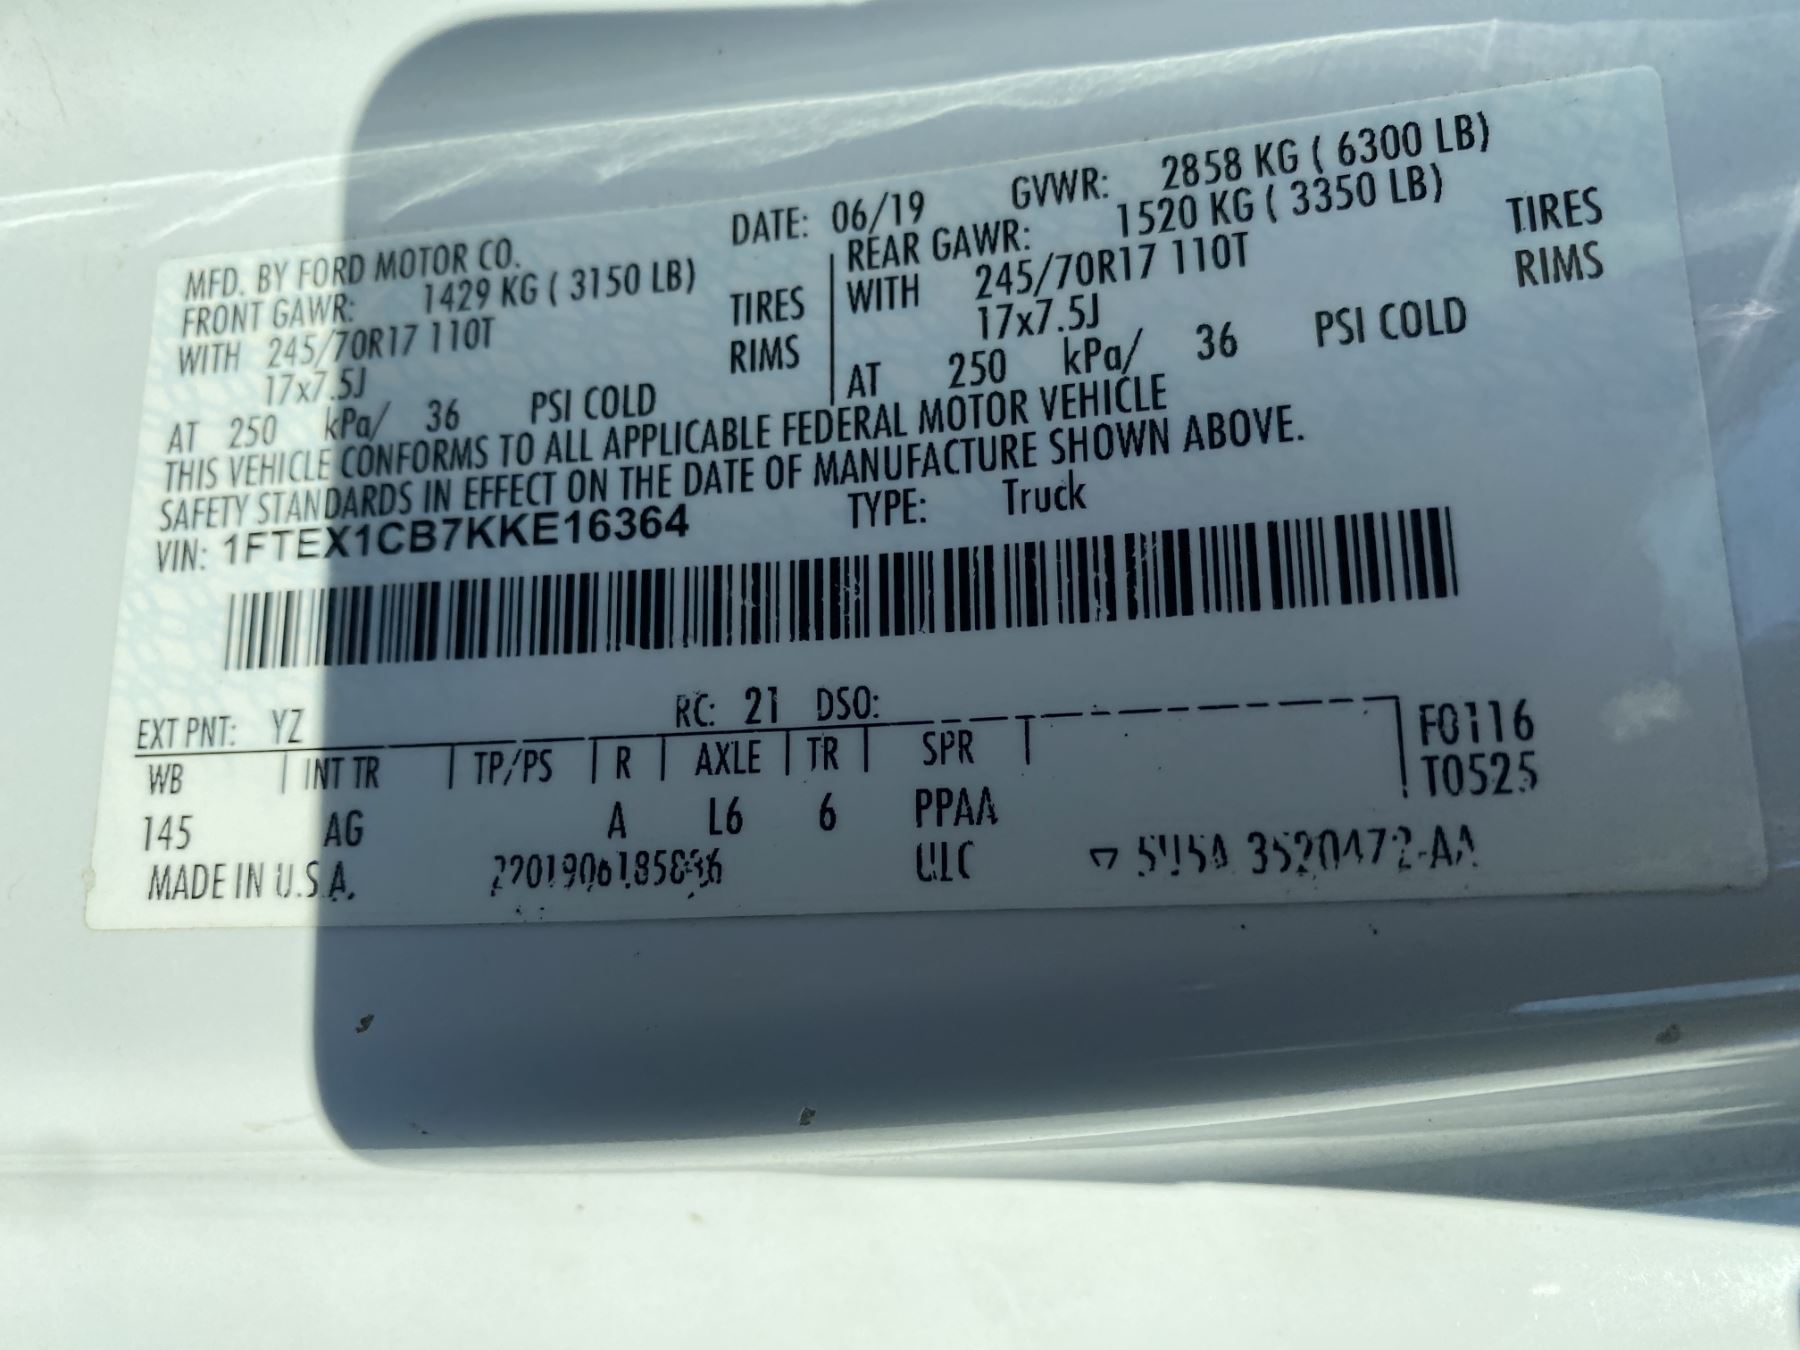 MFD. BY FORD MOTOR CO. DATE: 06/19 GVWR: 2858 KG ( 6300 LB)
FRONT GAWR: 1429 KG ( 3150 LB) REAR GAWR: 1520 KG ( 3350 LB)
WITH 245/70R17 110T TIRES WITH 245/70R17 110T TIRES
17x7.5J RIMS 17x7.5J RIMS
AT 250 kPa/ 36 PSI COLD AT 250 kPa/ 36 PSI COLD
THIS VEHICLE CONFORMS TO ALL APPLICABLE FEDERAL MOTOR VEHICLE
SAFETY STANDARDS IN EFFECT ON THE DATE OF MANUFACTURE SHOWN ABOVE.
VIN: 1FTEX1CB7KKE16364 TYPE: Truck
EXT PNT: YZ RC: 21 DSO: F0116
WB INT TR TP/PS R AXLE TR SPR T0525
145 AG A L6 6 PPAA
MADE IN U.S.A.